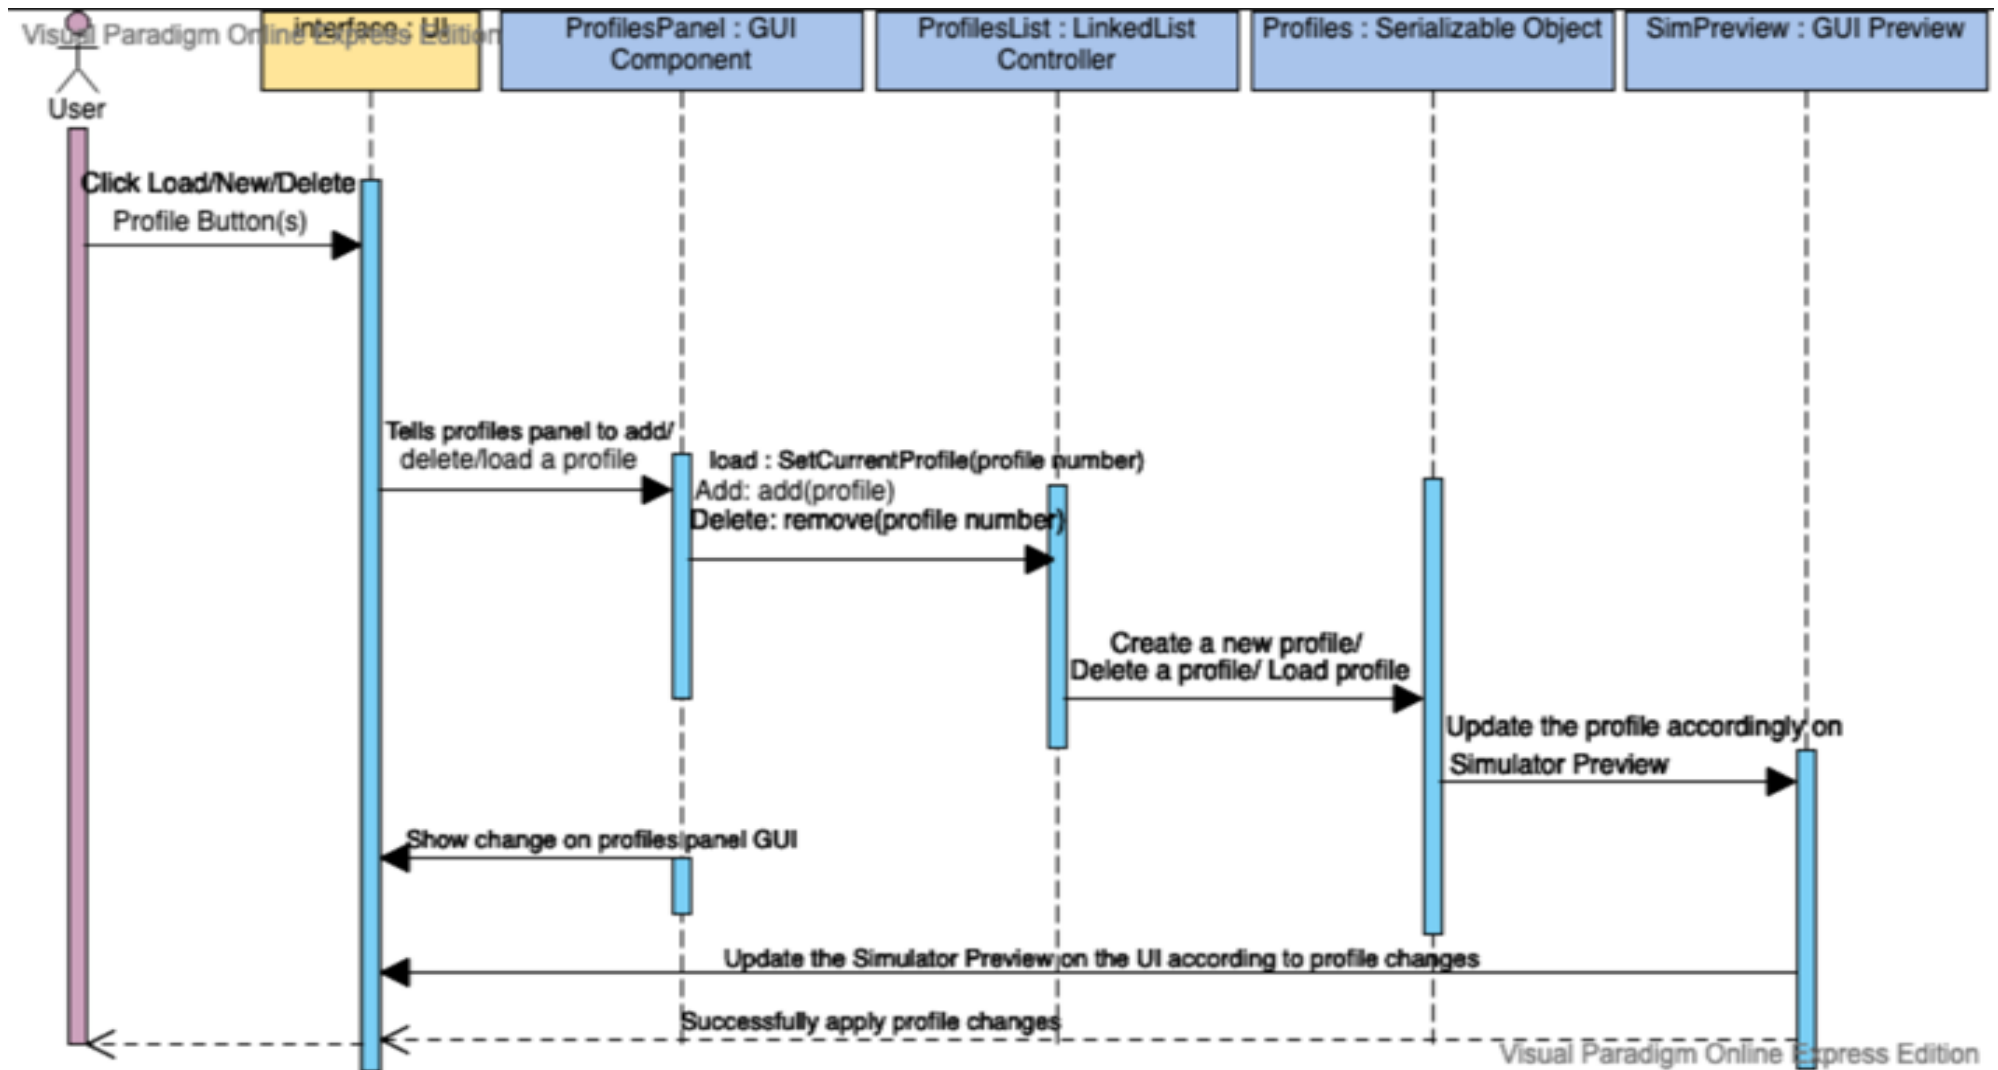 Visual Paradigm Online Express Edition
interface : UI
ProfilesPanel : GUI
Component
ProfilesList : LinkedList
Controller
Profiles : Serializable Object
SimPreview : GUI Preview
User
Click Load/New/Delete
Profile Button(s)
Tells profiles panel to add/
delete/load a profile
load : SetCurrentProfile(profile number)
Add: add(profile)
Delete: remove(profile number)
Create a new profile/
Delete a profile/ Load profile
Update the profile accordingly on
Simulator Preview
Show change on profiles panel GUI
Update the Simulator Preview on the UI according to profile changes
Successfully apply profile changes
Visual Paradigm Online Express Edition